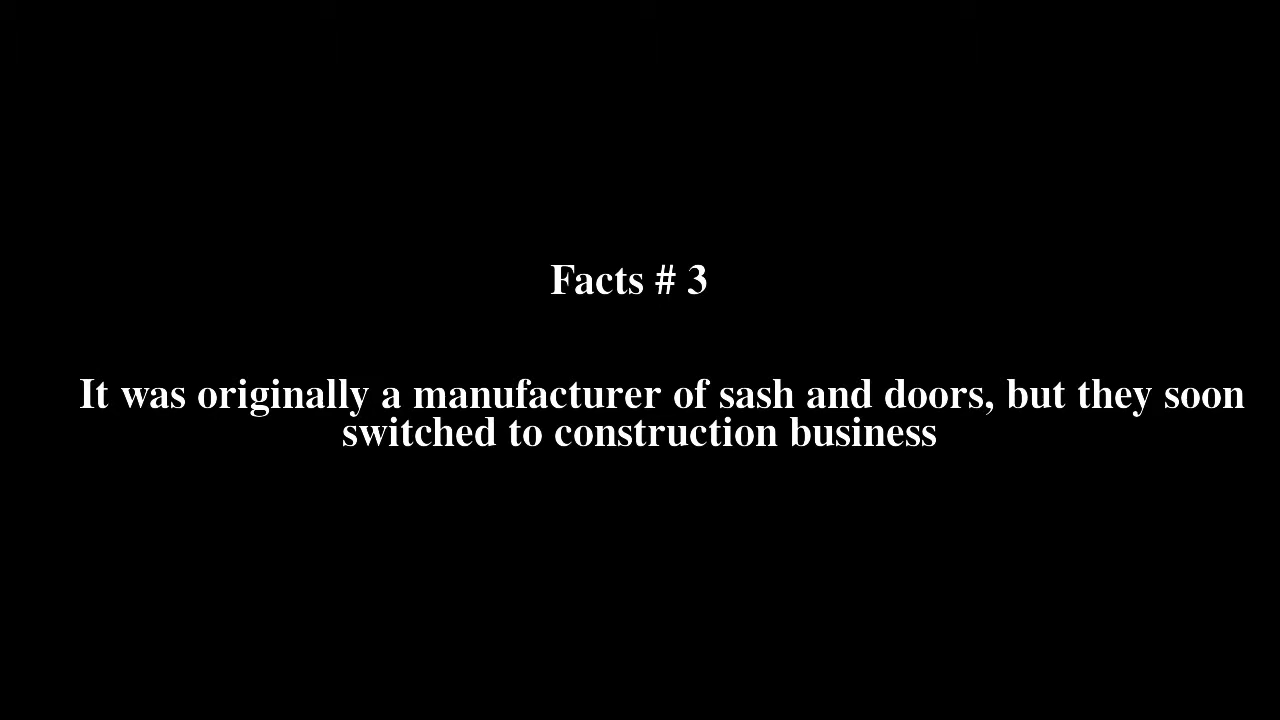 Facts # 3
It was originally a manufacturer of sash and doors, but they soon
switched to construction business